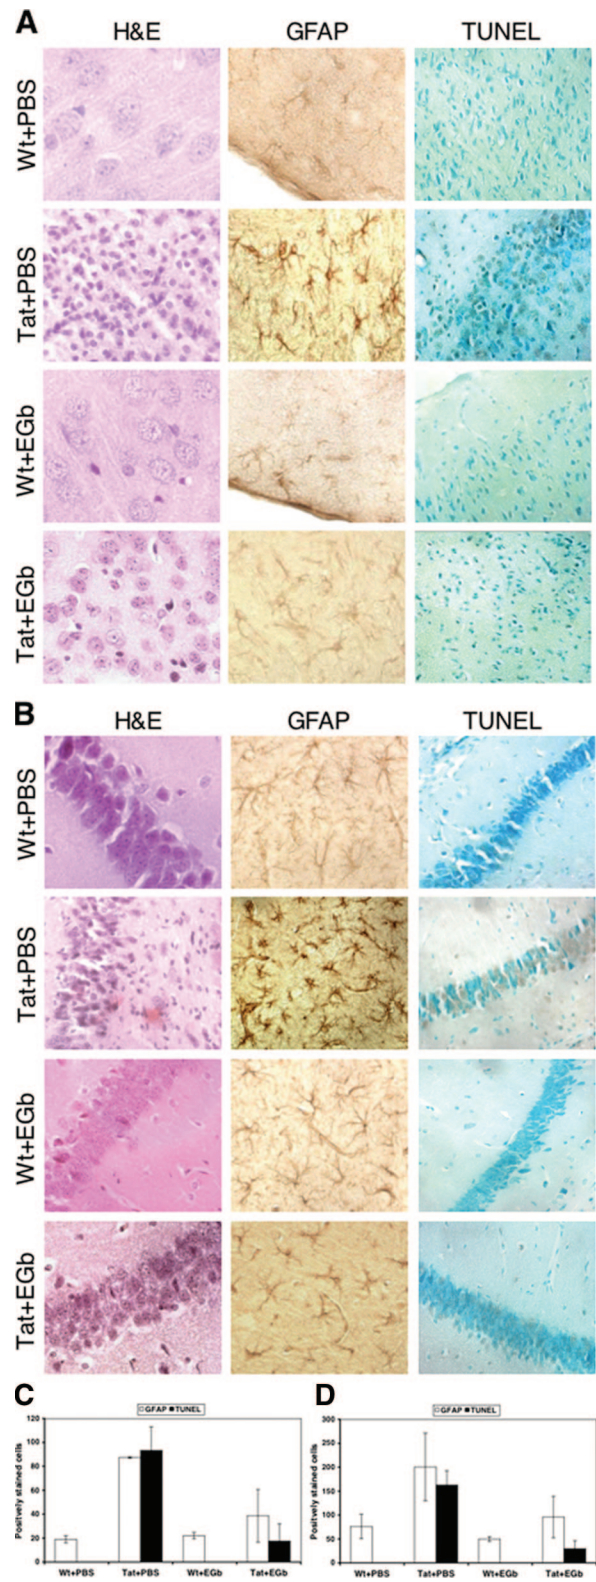 A
H&E GFAP TUNEL
Wt+PBS
Tat+PBS
Wt+EGb
Tat+EGb
B
H&E GFAP TUNEL
Wt+PBS
Tat+PBS
Wt+EGb
Tat+EGb
C
GFAP TUNEL
Positvely stained cells
120
100
80
60
40
20
0
Wt+PBS Tat+PBS Wt+EGb Tat+EGb
D
GFAP TUNEL
Positvely stained cells
300
250
200
150
100
50
0
Wt+PBS Tat+PBS Wt+EGb Tat+EGb